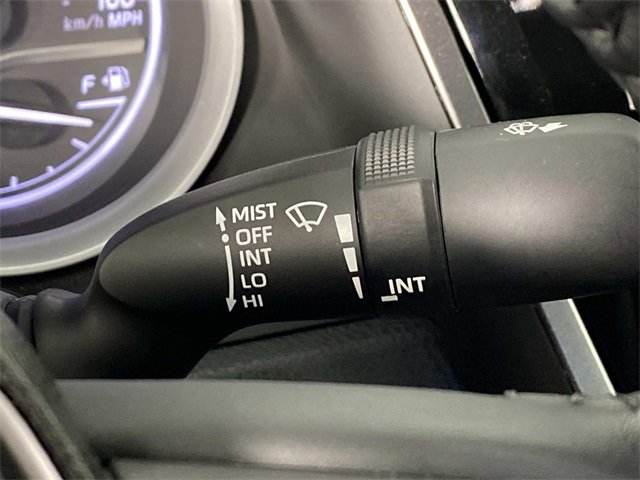 km/h MPH
F
MIST
OFF
INT
LO
HI
INT